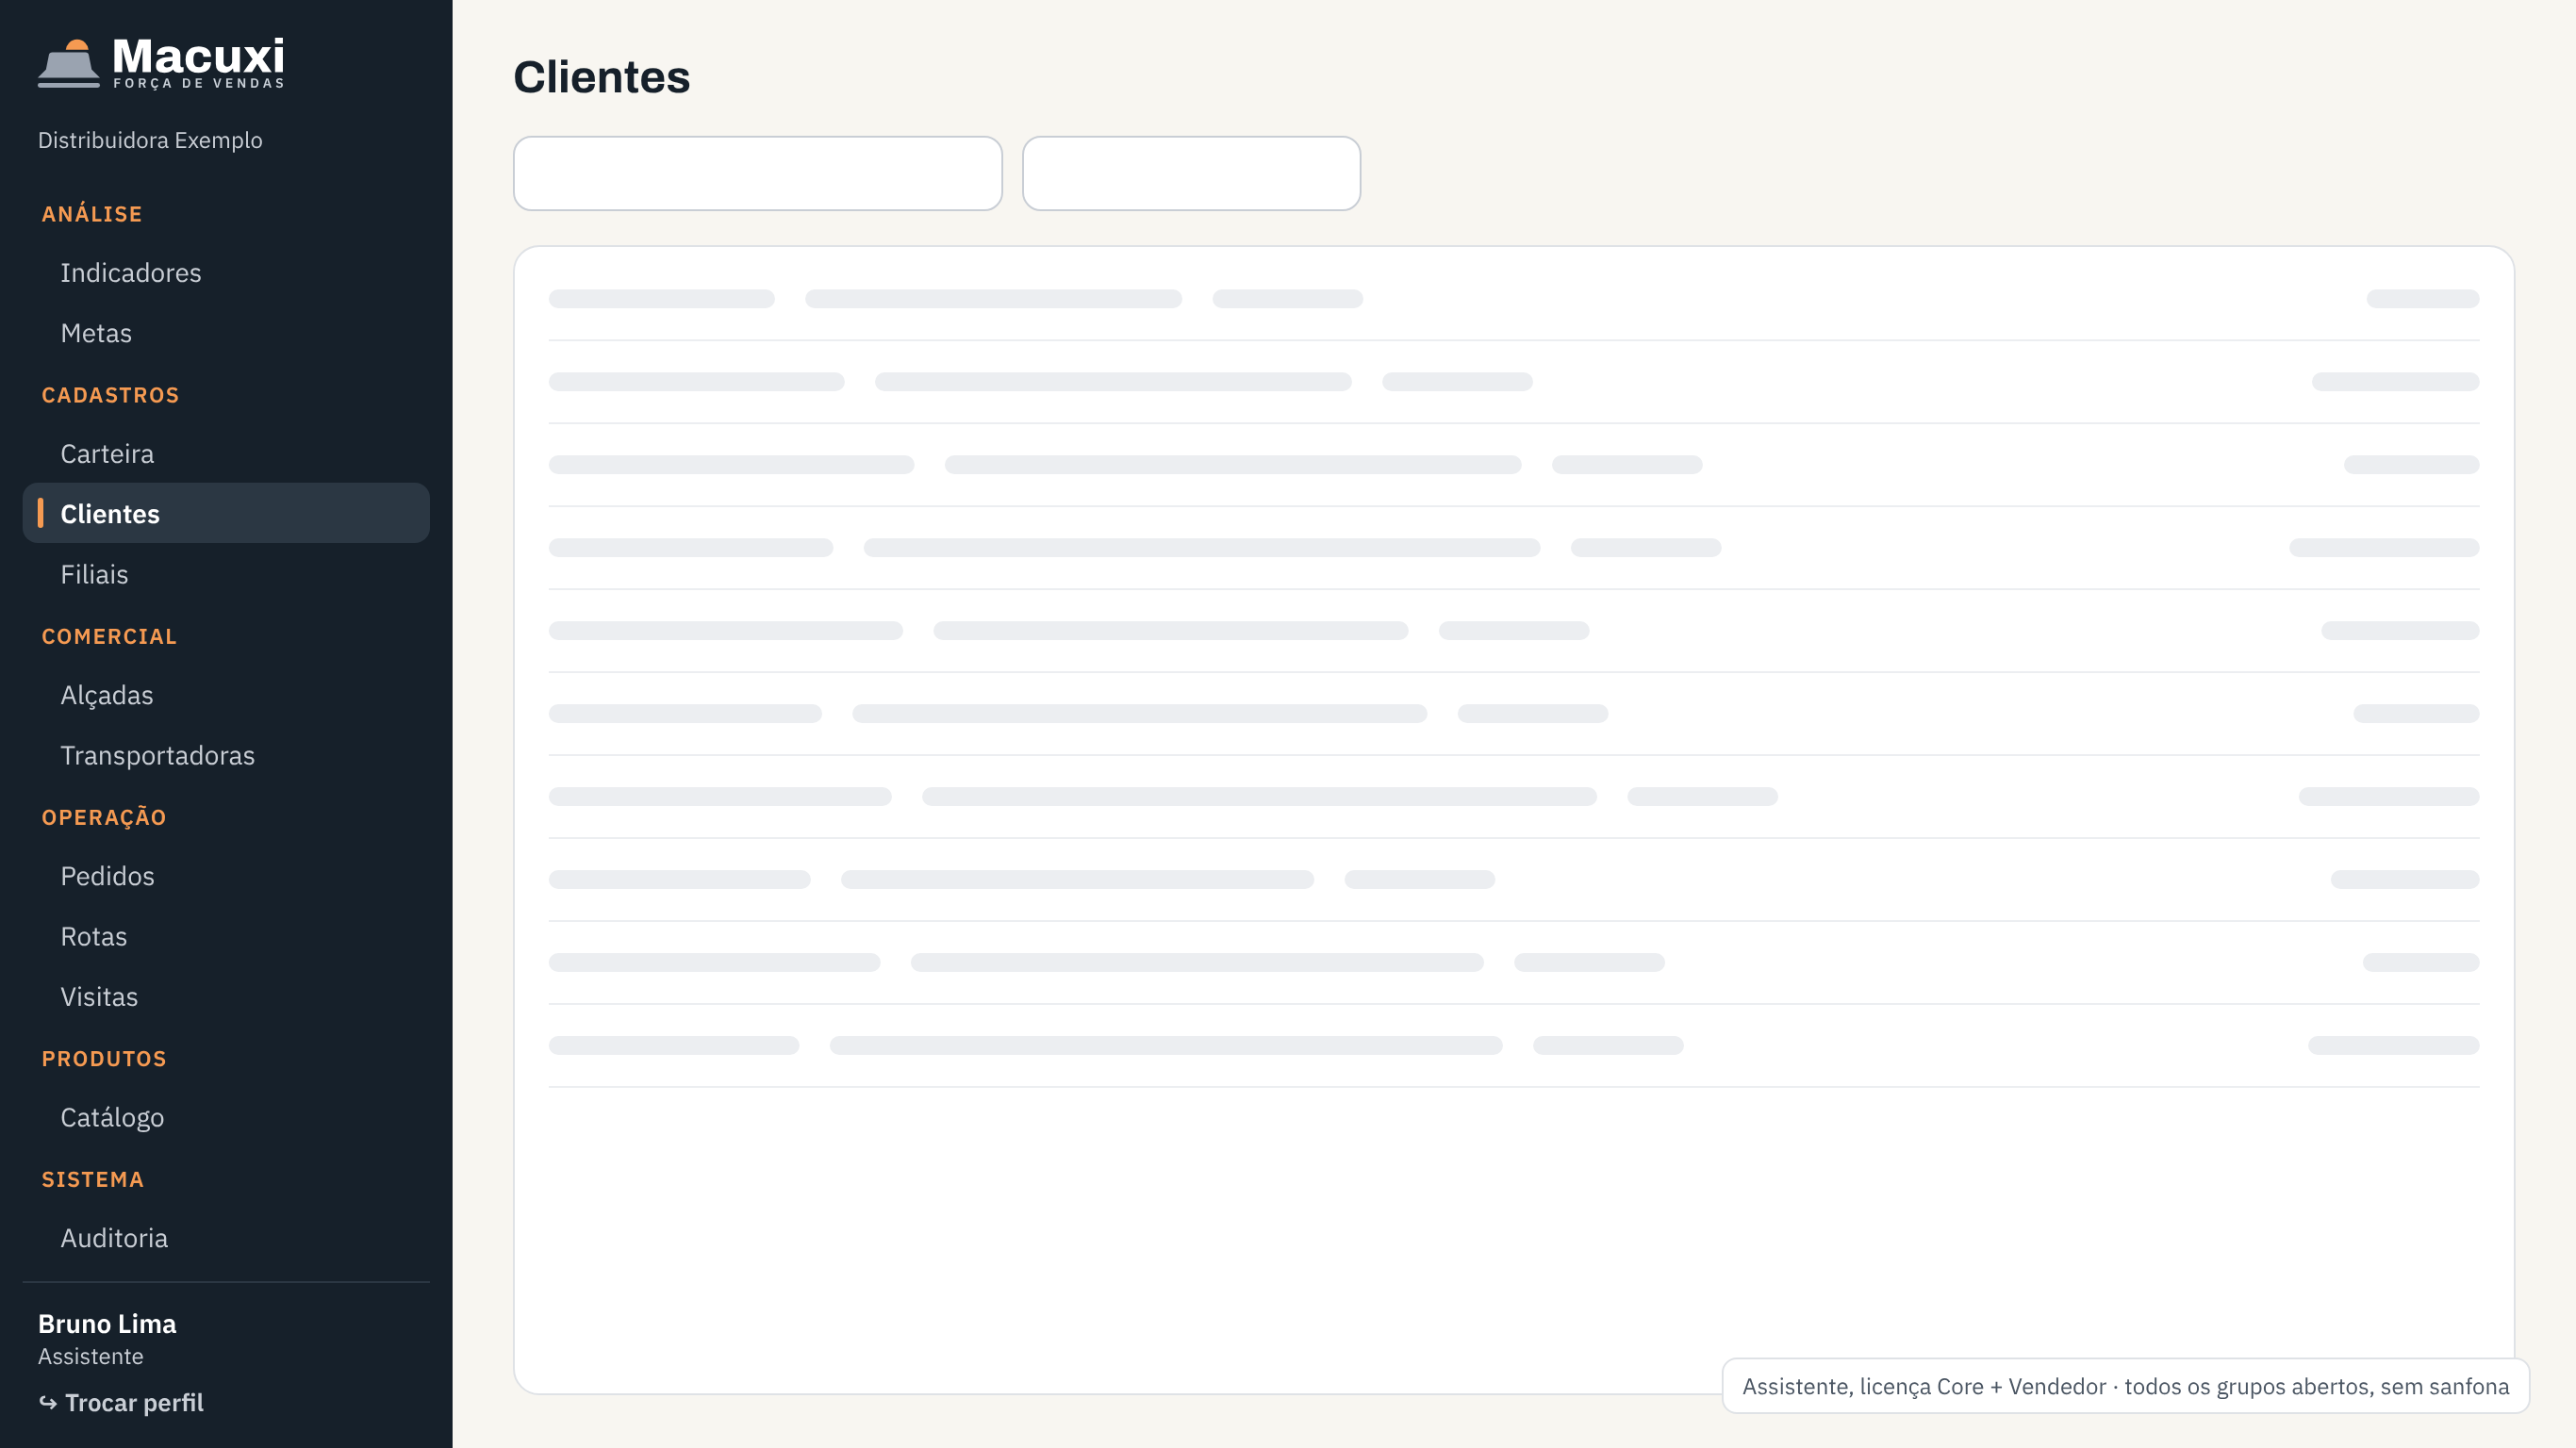 Macuxi
FORÇA DE VENDAS
Distribuidora Exemplo
ANÁLISE
Indicadores
Metas
CADASTROS
Carteira
Clientes
Filiais
COMERCIAL
Alçadas
Transportadoras
OPERAÇÃO
Pedidos
Rotas
Visitas
PRODUTOS
Catálogo
SISTEMA
Auditoria
Bruno Lima
Assistente
↪ Trocar perfil
Clientes
Assistente, licença Core + Vendedor · todos os grupos abertos, sem sanfona